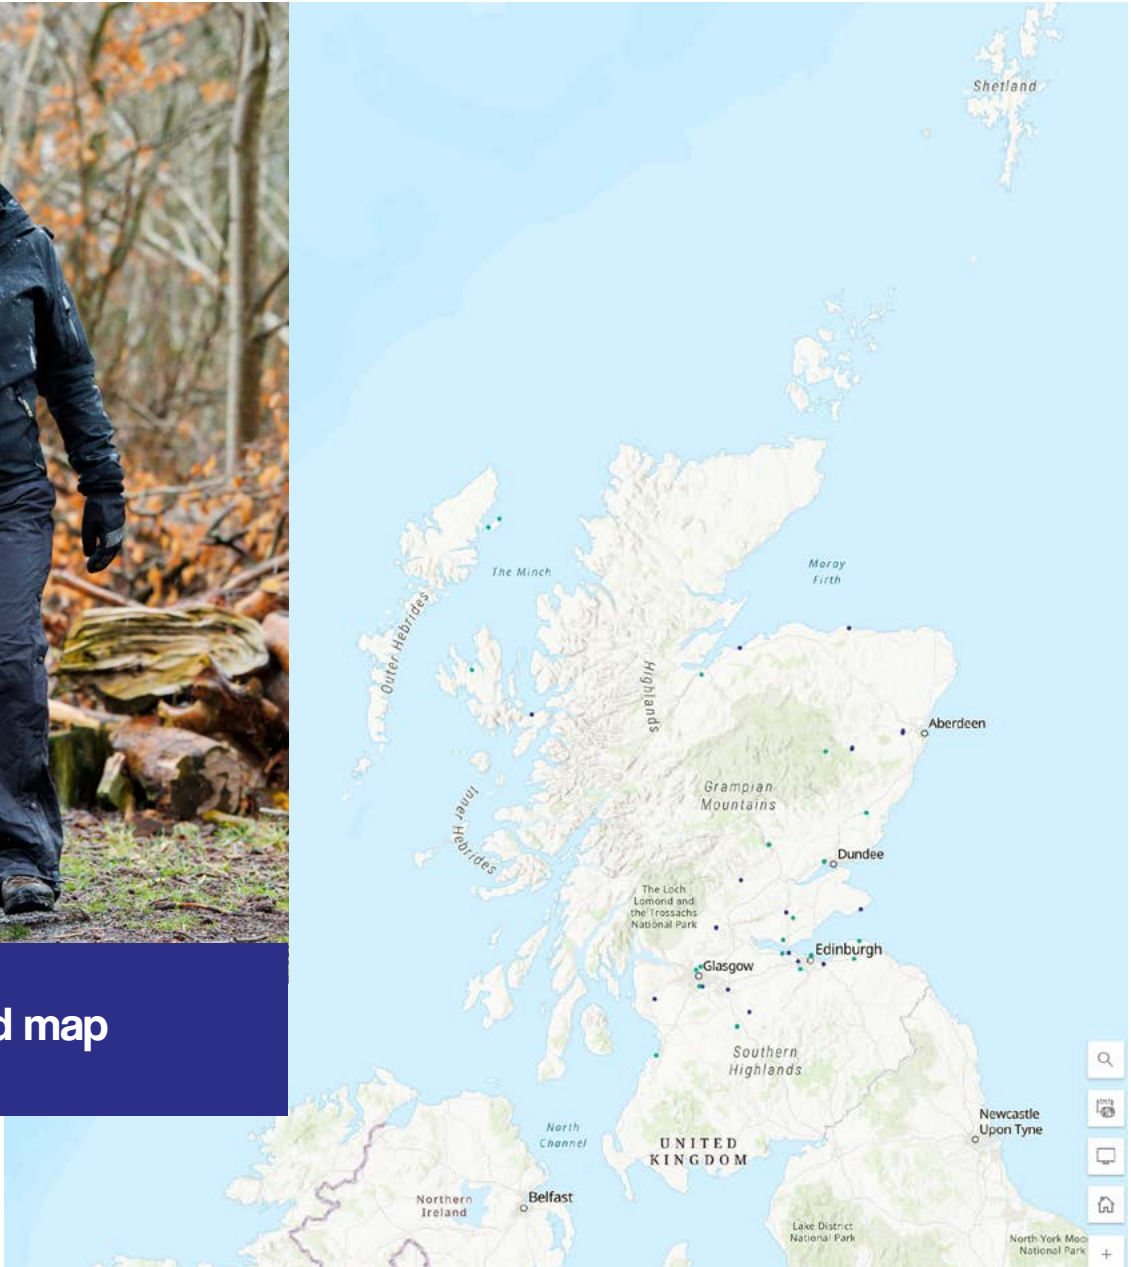 Shetland
The Minch
Moray
Firth
Outer Hebrides
Highlands
Aberdeen
Grampian
Mountains
Inner Hebrides
Dundee
The Loch
Lomond and
the Trossachs
National Park
Edinburgh
Glasgow
d map
Southern
Highlands
North
Channel
Newcastle
Upon Tyne
UNITED
KINGDOM
Northern
Ireland
Belfast
Lake District
National Park
North York Moo
National Park